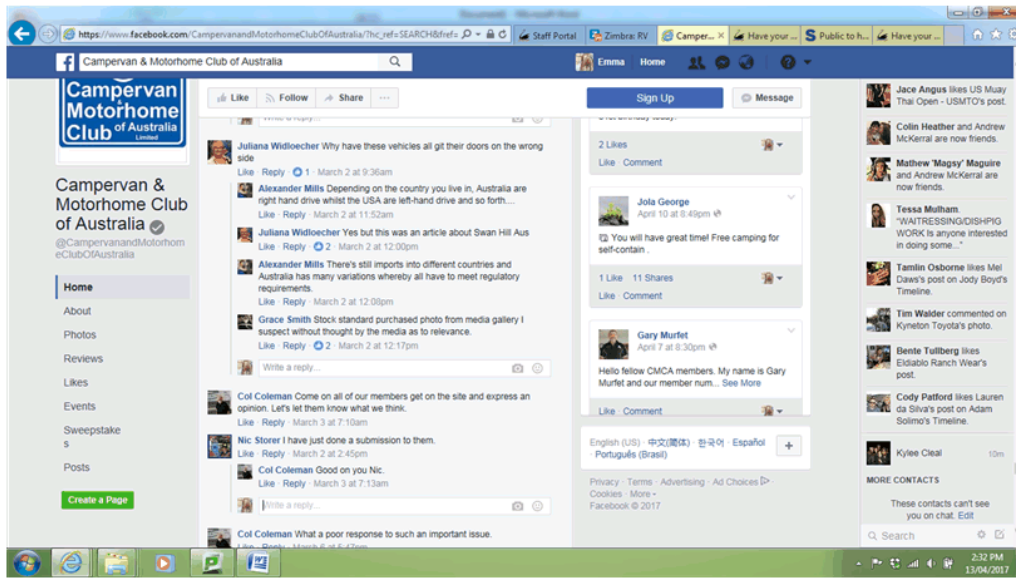 Document1 - Microsoft Word
https://www.facebook.com/CampervanandMotorhomeClubOfAustralia/?hc_ref=SEARCH&fref=
Staff Portal
Zimbra: RV
Camper...
Have your ...
Public to h...
Have your ...
Campervan & Motorhome Club of Australia
Emma Home
Campervan
&
Motorhome
Club of Australia
Limited
Campervan &
Motorhome Club
of Australia
@CampervanandMotorhom
eClubOfAustralia
Home
About
Photos
Reviews
Likes
Events
Sweepstake
s
Posts
Create a Page
Like Follow Share ...
Sign Up Message
Write a reply...
Juliana Widloecher Why have these vehicles all git their doors on the wrong
side
Like · Reply · 1 · March 2 at 9:36am
Alexander Mills Depending on the country you live in, Australia are
right hand drive whilst the USA are left-hand drive and so forth....
Like · Reply · March 2 at 11:52am
Juliana Widloecher Yes but this was an article about Swan Hill Aus
Like · Reply · 2 · March 2 at 12:00pm
Alexander Mills There's still imports into different countries and
Australia has many variations whereby all have to meet regulatory
requirements.
Like · Reply · March 2 at 12:08pm
Grace Smith Stock standard purchased photo from media gallery I
suspect without thought by the media as to relevance.
Like · Reply · 2 · March 2 at 12:17pm
Write a reply...
Col Coleman Come on all of our members get on the site and express an
opinion. Let's let them know what we think.
Like · Reply · March 3 at 7:10am
Nic Storer I have just done a submission to them.
Like · Reply · March 2 at 2:45pm
Col Coleman Good on you Nic.
Like · Reply · March 3 at 7:13am
Write a reply...
Col Coleman What a poor response to such an important issue.
Like · Reply · March 6 at 5:47pm
birthday today.
2 Likes
Like · Comment
Jola George
April 10 at 8:49pm
You will have great time! Free camping for
self-contain .
1 Like 11 Shares
Like · Comment
Gary Murfet
April 7 at 8:30pm
Hello fellow CMCA members. My name is Gary
Murfet and our member num... See More
Like · Comment
English (US) · 中文(简体) · 한국어 · Español
· Português (Brasil)
+
Privacy · Terms · Advertising · Ad Choices
Cookies · More
Facebook © 2017
Jace Angus likes US Muay
Thai Open - USMTO's post.
Colin Heather and Andrew
McKerral are now friends.
Mathew 'Magsy' Maguire
and Andrew McKerral are
now friends.
Tessa Mulham.
"WAITRESSING/DISHPIG
WORK Is anyone interested
in doing some..."
Tamlin Osborne likes Mel
Daws's post on Jody Boyd's
Timeline.
Tim Walder commented on
Kyneton Toyota's photo.
Bente Tullberg likes
Eldiablo Ranch Wear's
post.
Cody Patford likes Lauren
da Silva's post on Adam
Solimo's Timeline.
Kylee Cleal 10m
MORE CONTACTS
These contacts can't see
you on chat. Edit
Search
2:32 PM
13/04/2017